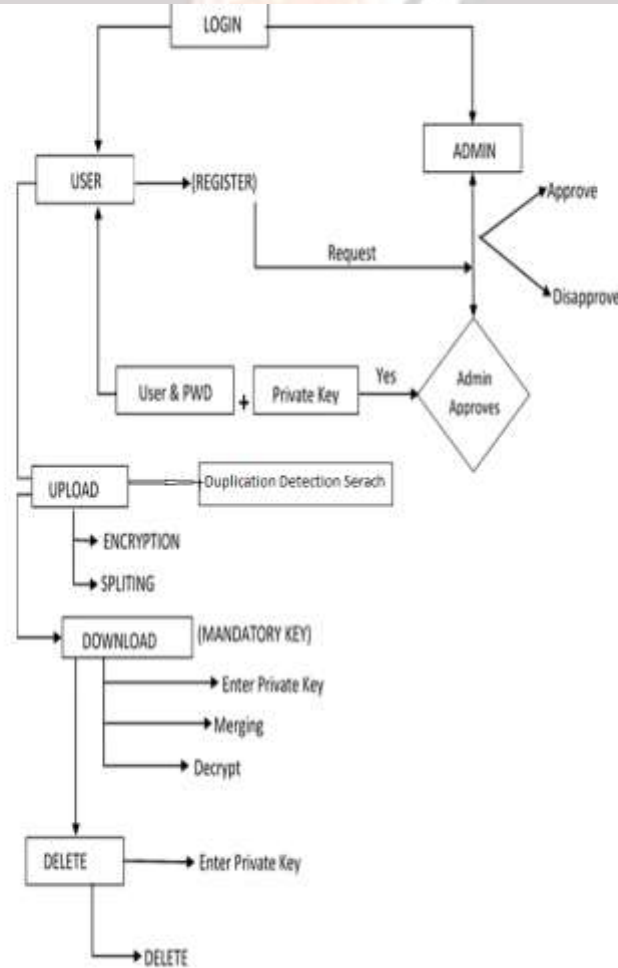 LOGIN
ADMIN
USER
(REGISTER)
Approve
Request
Disapprove
User & PWD
+
Private Key
Yes
Admin
Approves
UPLOAD
Duplication Detection Serach
ENCRYPTION
SPLITING
DOWNLOAD
(MANDATORY KEY)
Enter Private Key
Merging
Decrypt
DELETE
Enter Private Key
DELETE